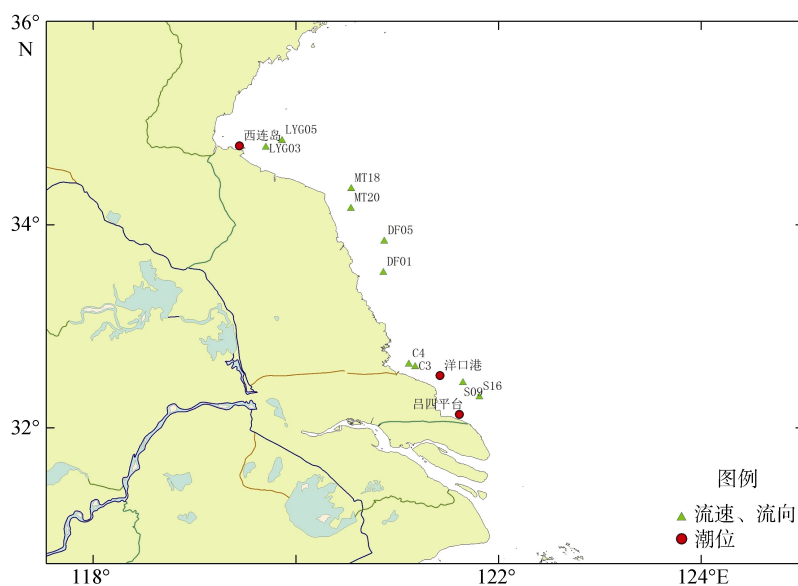 36°
N
西连岛
LYG05
LYG03
MT18
MT20
34°
DF05
DF01
C4
C3
洋口港
S09
S16
吕四平台
32°
图例
流速、流向
潮位
118°
122°
124°E